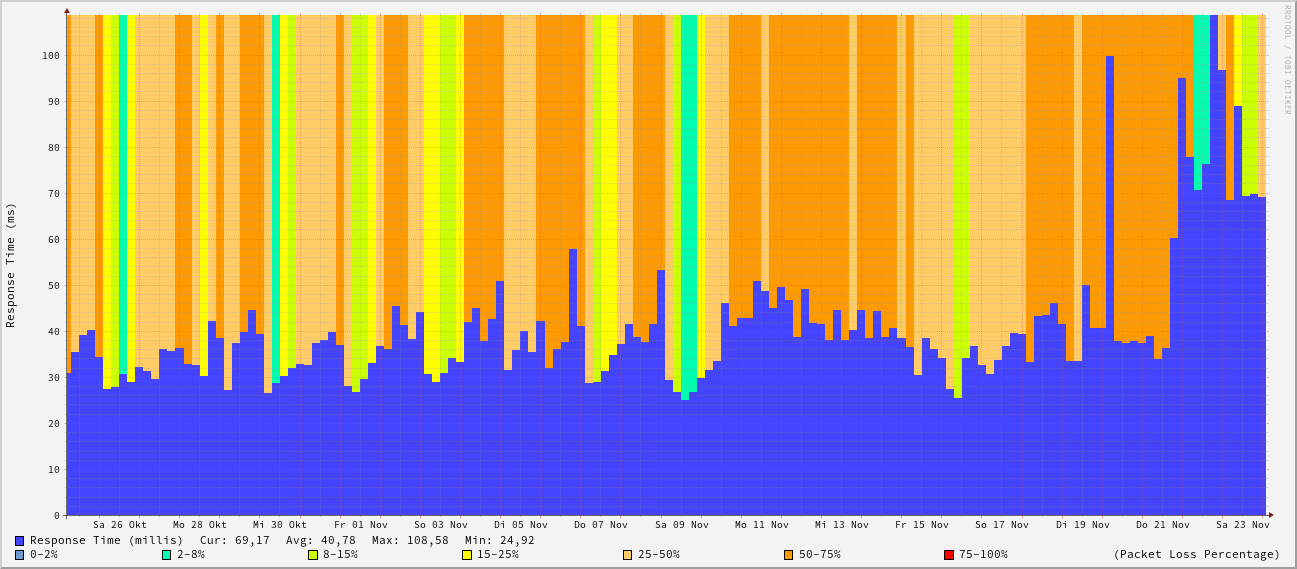 RRDTOOL / TOBI OETIKER
Response Time (ms)
100
90
80
70
60
50
40
30
20
10
0
Sa 26 Okt Mo 28 Okt Mi 30 Okt Fr 01 Nov So 03 Nov Di 05 Nov Do 07 Nov Sa 09 Nov Mo 11 Nov Mi 13 Nov Fr 15 Nov So 17 Nov Di 19 Nov Do 21 Nov Sa 23 Nov
Response Time (millis) Cur: 69,17 Avg: 40,78 Max: 108,58 Min: 24,92
0-2% 2-8% 8-15% 15-25% 25-50% 50-75% 75-100% (Packet Loss Percentage)